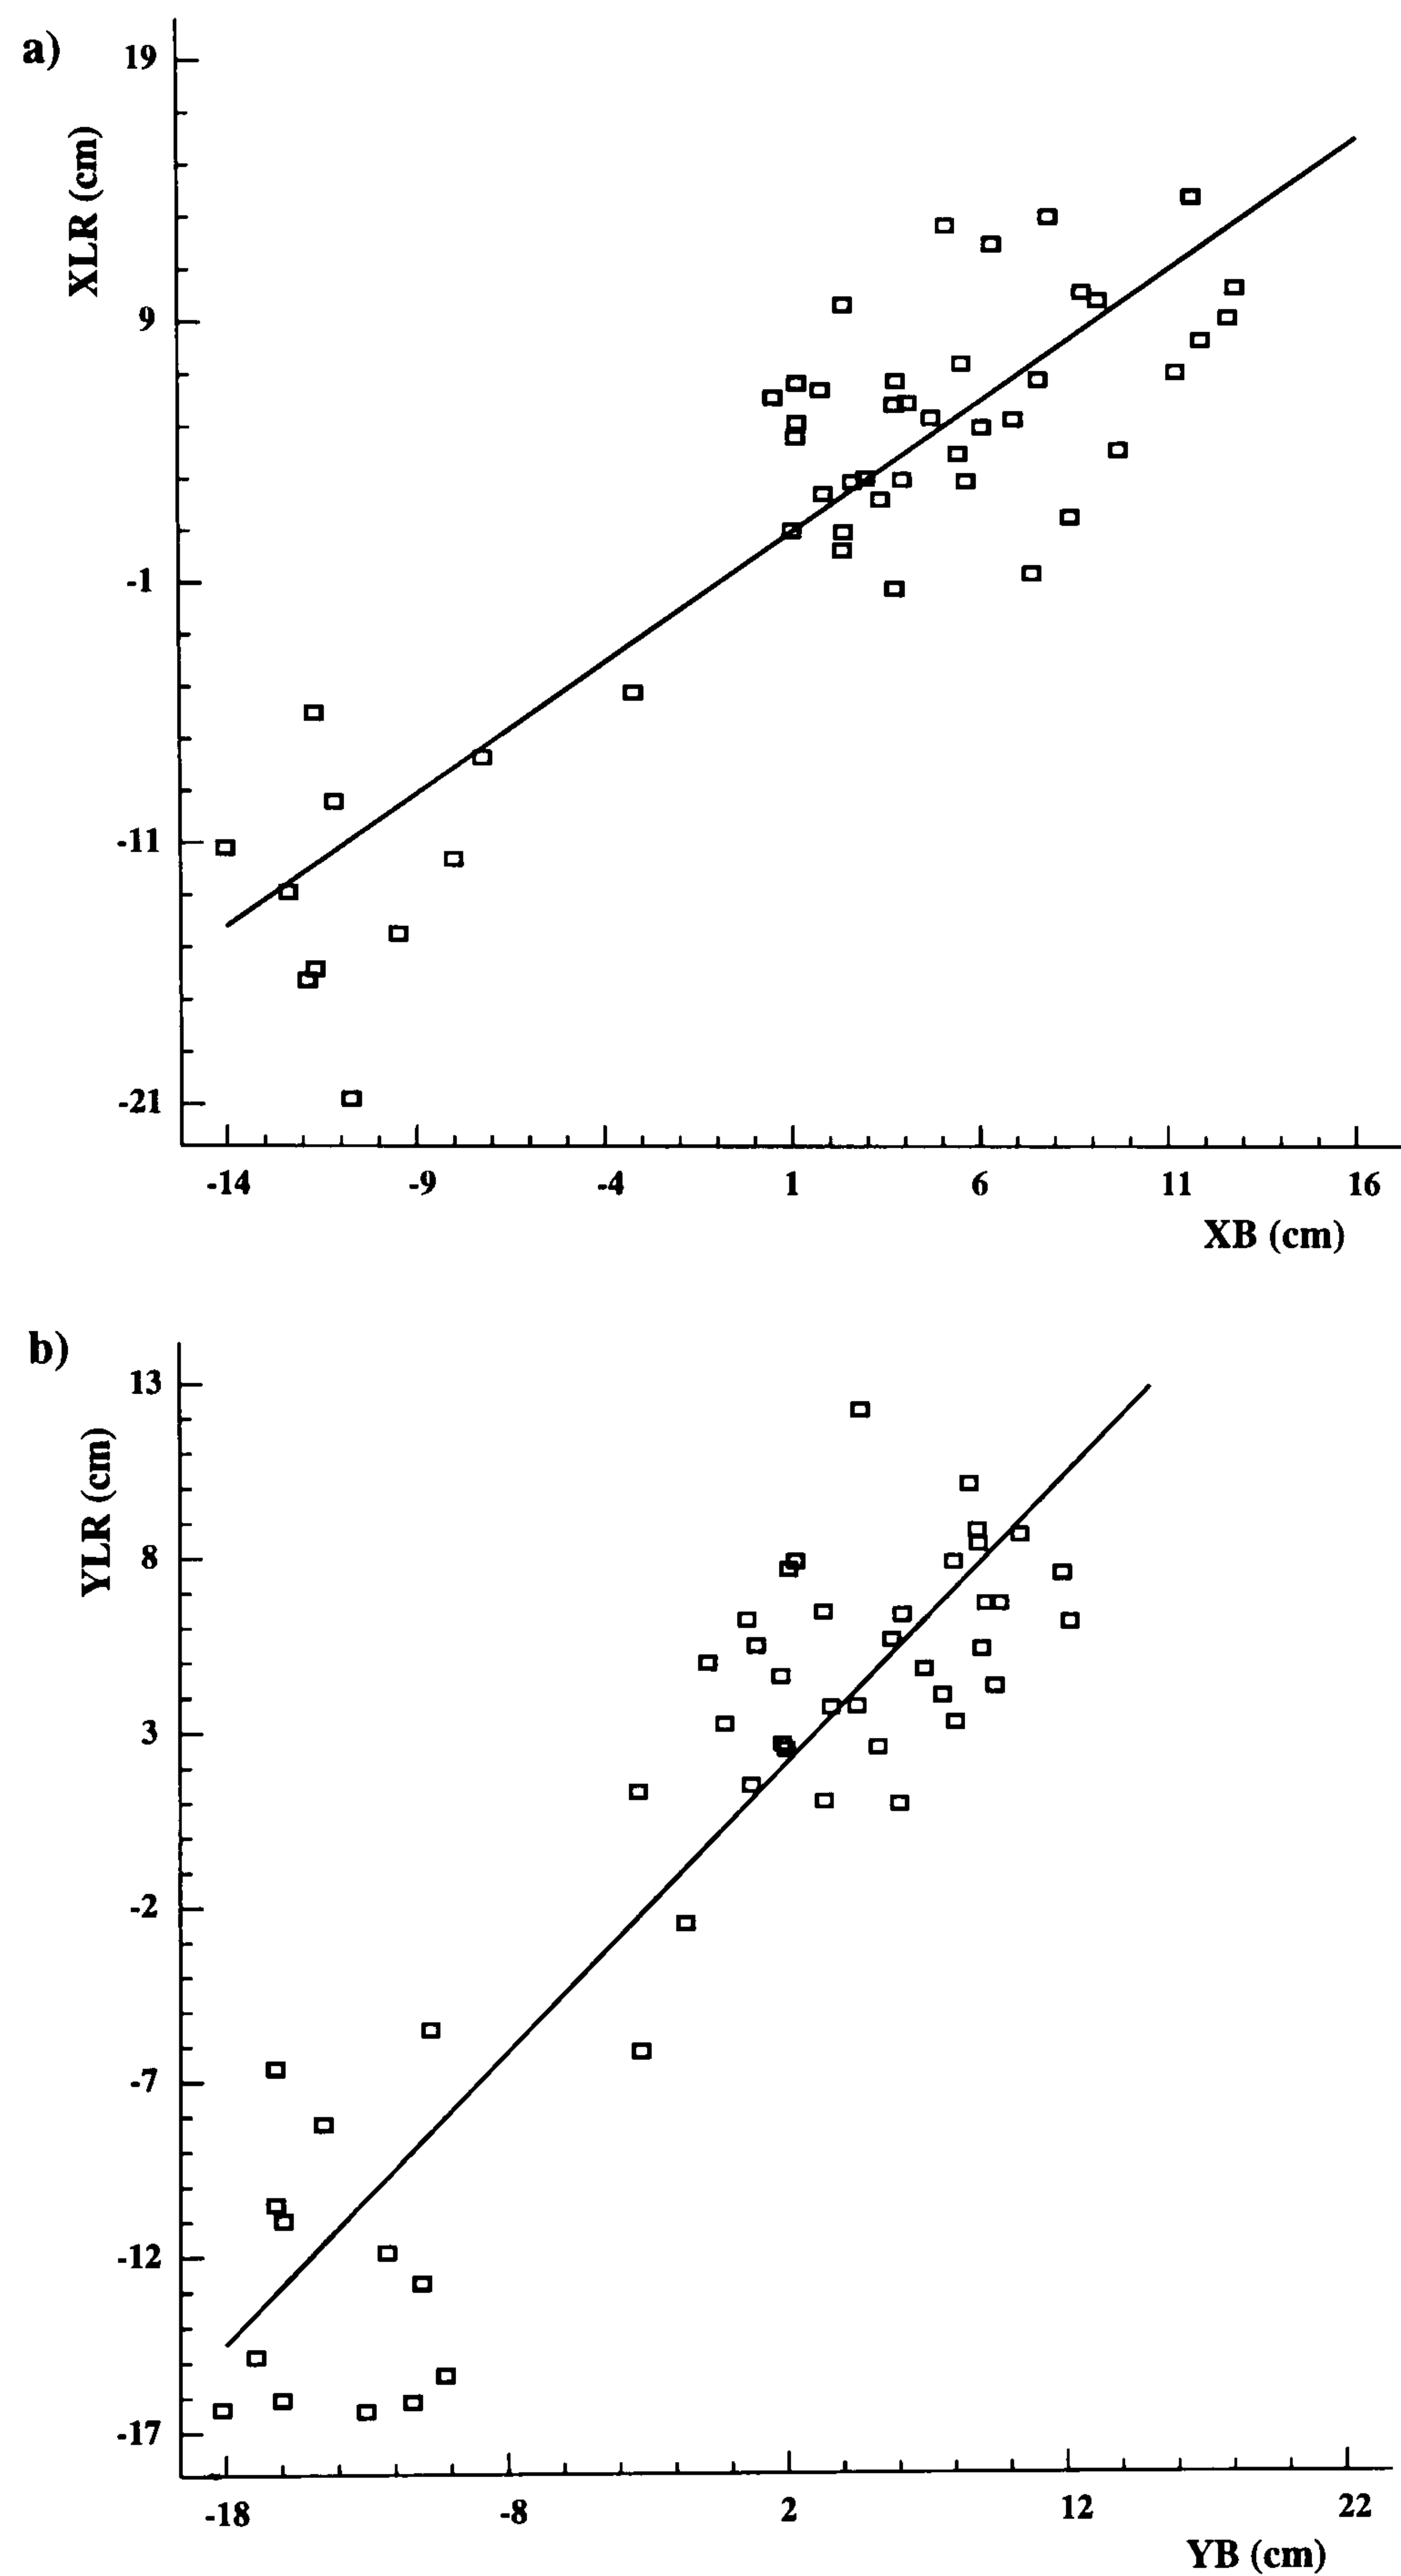 a)
19
XLR (cm)
9
-1
-11
-21
-14 -9 -4 1 6 11 16
XB (cm)
b)
13
YLR (cm)
8
3
-2
-7
-12
-17
-18 -8 2 12 22
YB (cm)